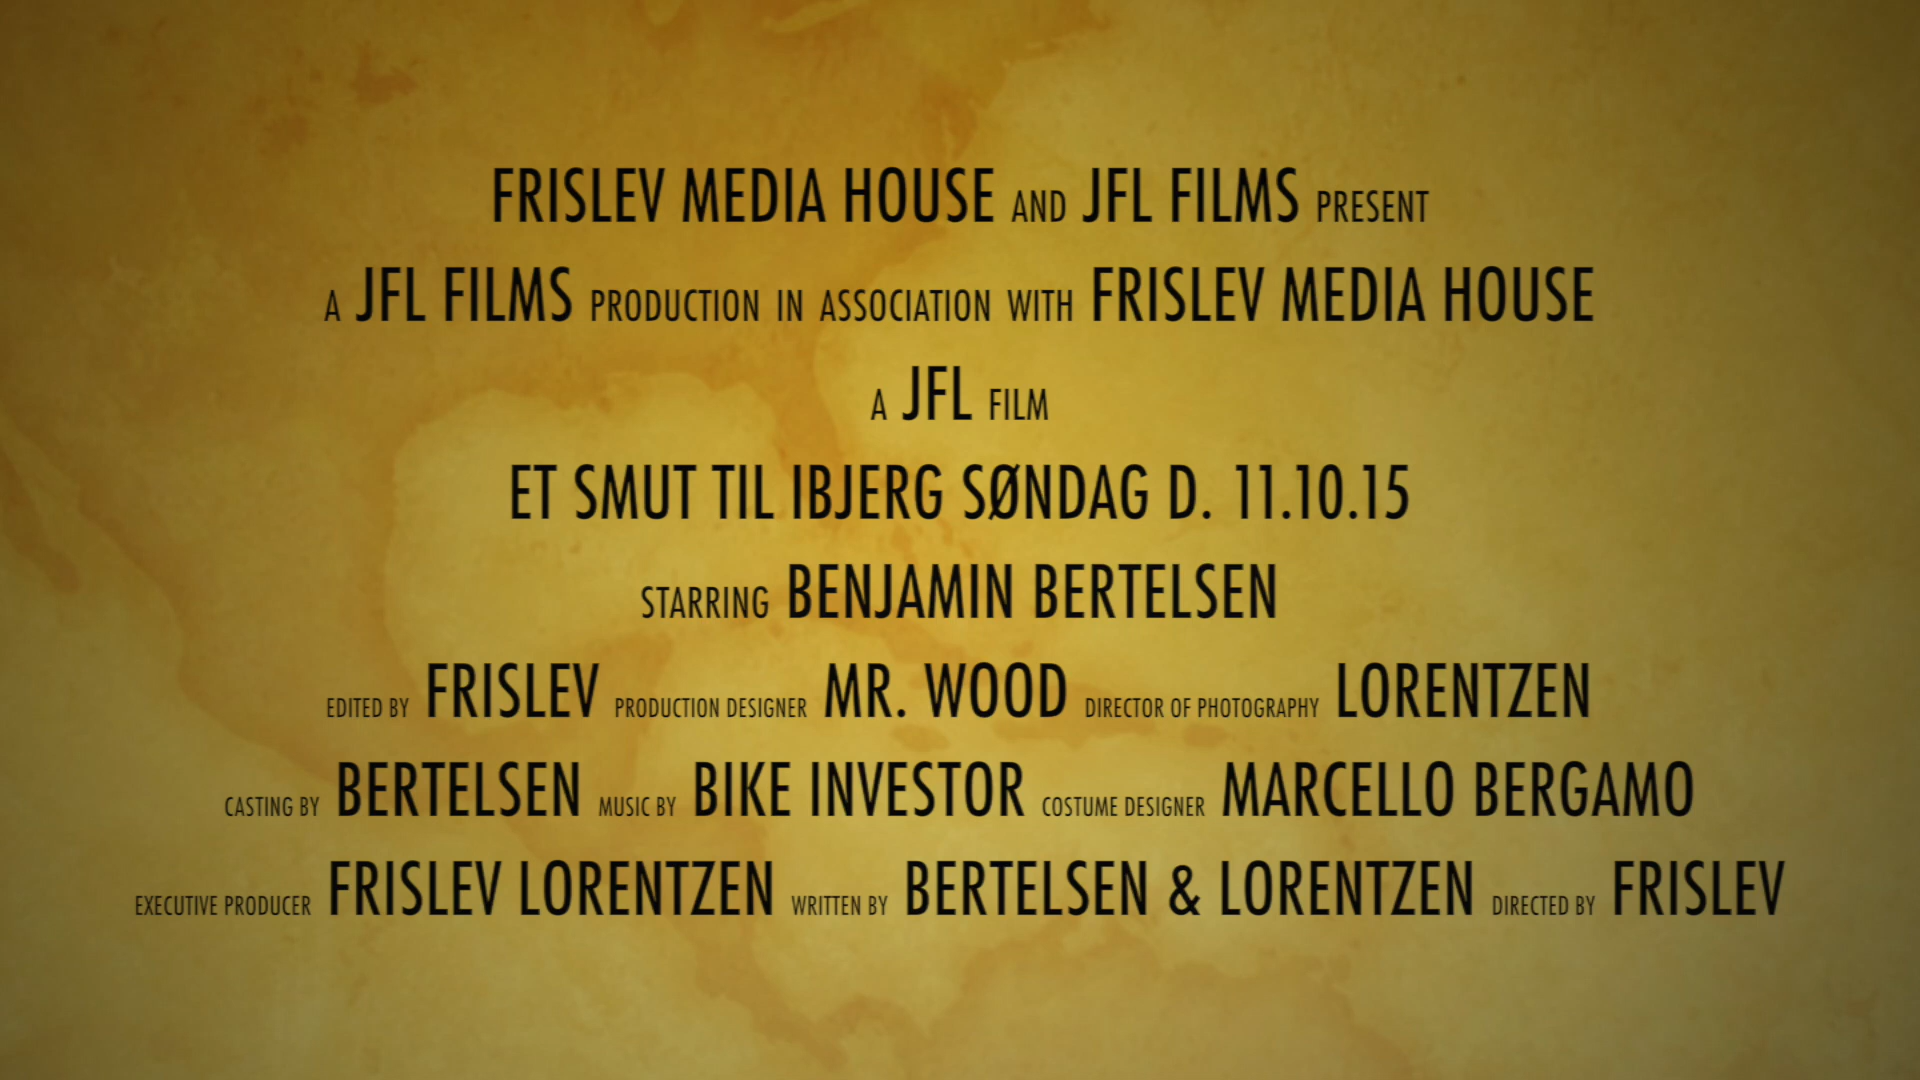 FRISLEV MEDIA HOUSE AND JFL FILMS PRESENT
A JFL FILMS PRODUCTION IN ASSOCIATION WITH FRISLEV MEDIA HOUSE
A JFL FILM
ET SMUT TIL IBJERG SØNDAG D. 11.10.15
STARRING BENJAMIN BERTELSEN
EDITED BY FRISLEV PRODUCTION DESIGNER MR. WOOD DIRECTOR OF PHOTOGRAPHY LORENTZEN
CASTING BY BERTELSEN MUSIC BY BIKE INVESTOR COSTUME DESIGNER MARCELLO BERGAMO
EXECUTIVE PRODUCER FRISLEV LORENTZEN WRITTEN BY BERTELSEN & LORENTZEN DIRECTED BY FRISLEV